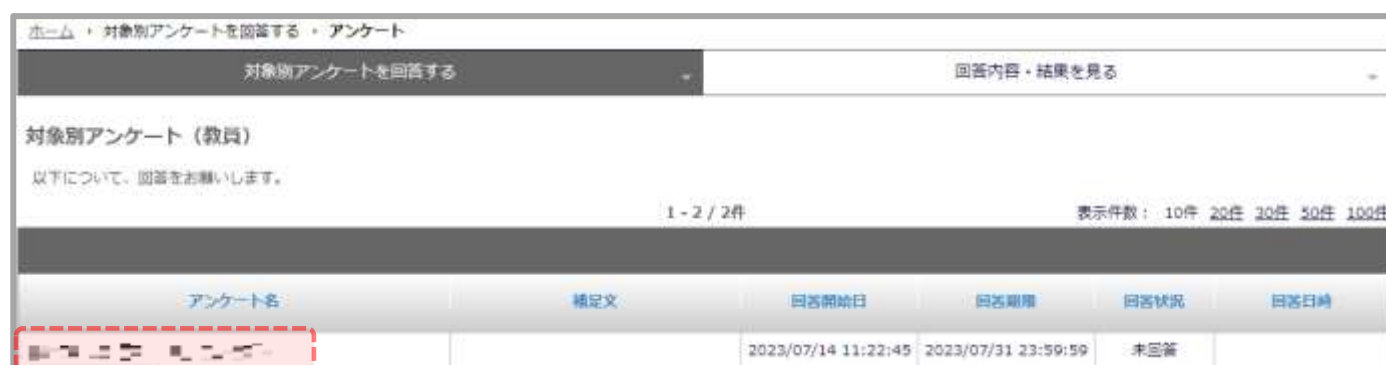 ホーム › 対象別アンケートを回答する › アンケート
対象別アンケートを回答する 回答内容・結果を見る
対象別アンケート（教員）
以下について、回答をお願いします。
1 - 2 / 2件 表示件数： 10件 20件 30件 50件 100件
アンケート名 補足文 回答開始日 回答期限 回答状況 回答日時
2023/07/14 11:22:45 2023/07/31 23:59:59 未回答